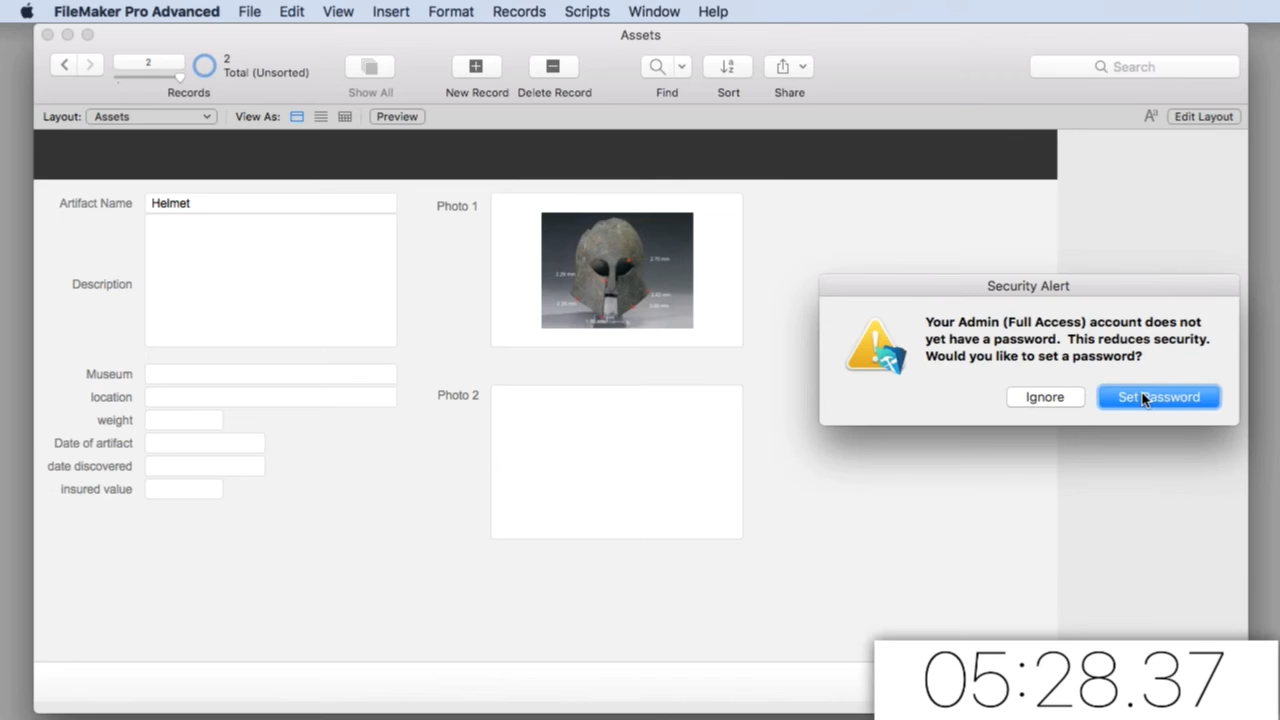 FileMaker Pro Advanced File Edit View Insert Format Records Scripts Window Help
Assets
2
2
Total (Unsorted)
Records
Show All
New Record
Delete Record
Find
Sort
Share
Search
Layout: Assets View As: Preview Aa Edit Layout
Artifact Name Helmet
Description
Museum
location
weight
Date of artifact
date discovered
insured value
Photo 1
Photo 2
Security Alert
Your Admin (Full Access) account does not
yet have a password. This reduces security.
Would you like to set a password?
Ignore Set Password
05:28.37